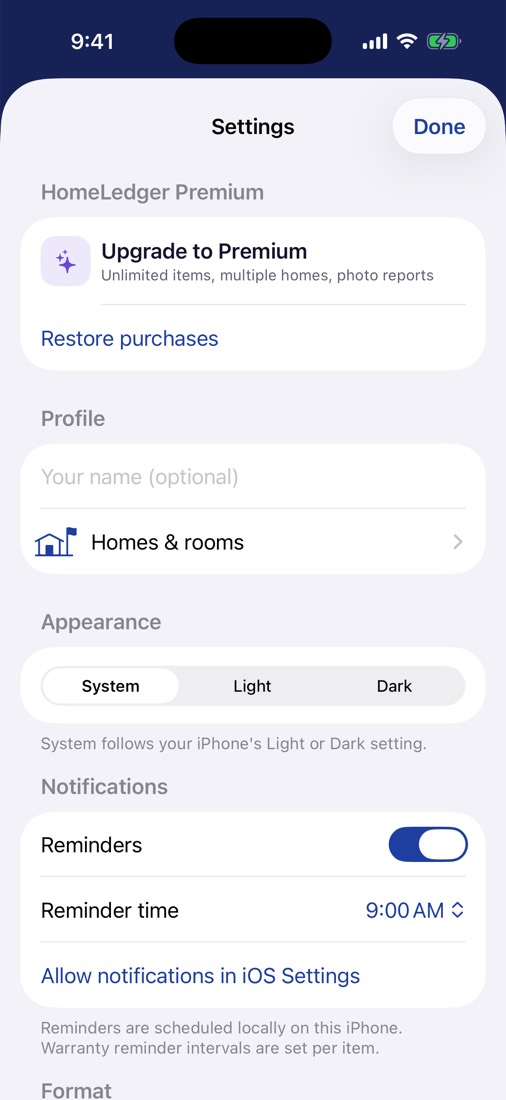 9:41
Settings
Done
HomeLedger Premium
Upgrade to Premium
Unlimited items, multiple homes, photo reports
Restore purchases
Profile
Your name (optional)
Homes & rooms
Appearance
System
Light
Dark
System follows your iPhone's Light or Dark setting.
Notifications
Reminders
Reminder time
9:00 AM
Allow notifications in iOS Settings
Reminders are scheduled locally on this iPhone.
Warranty reminder intervals are set per item.
Format